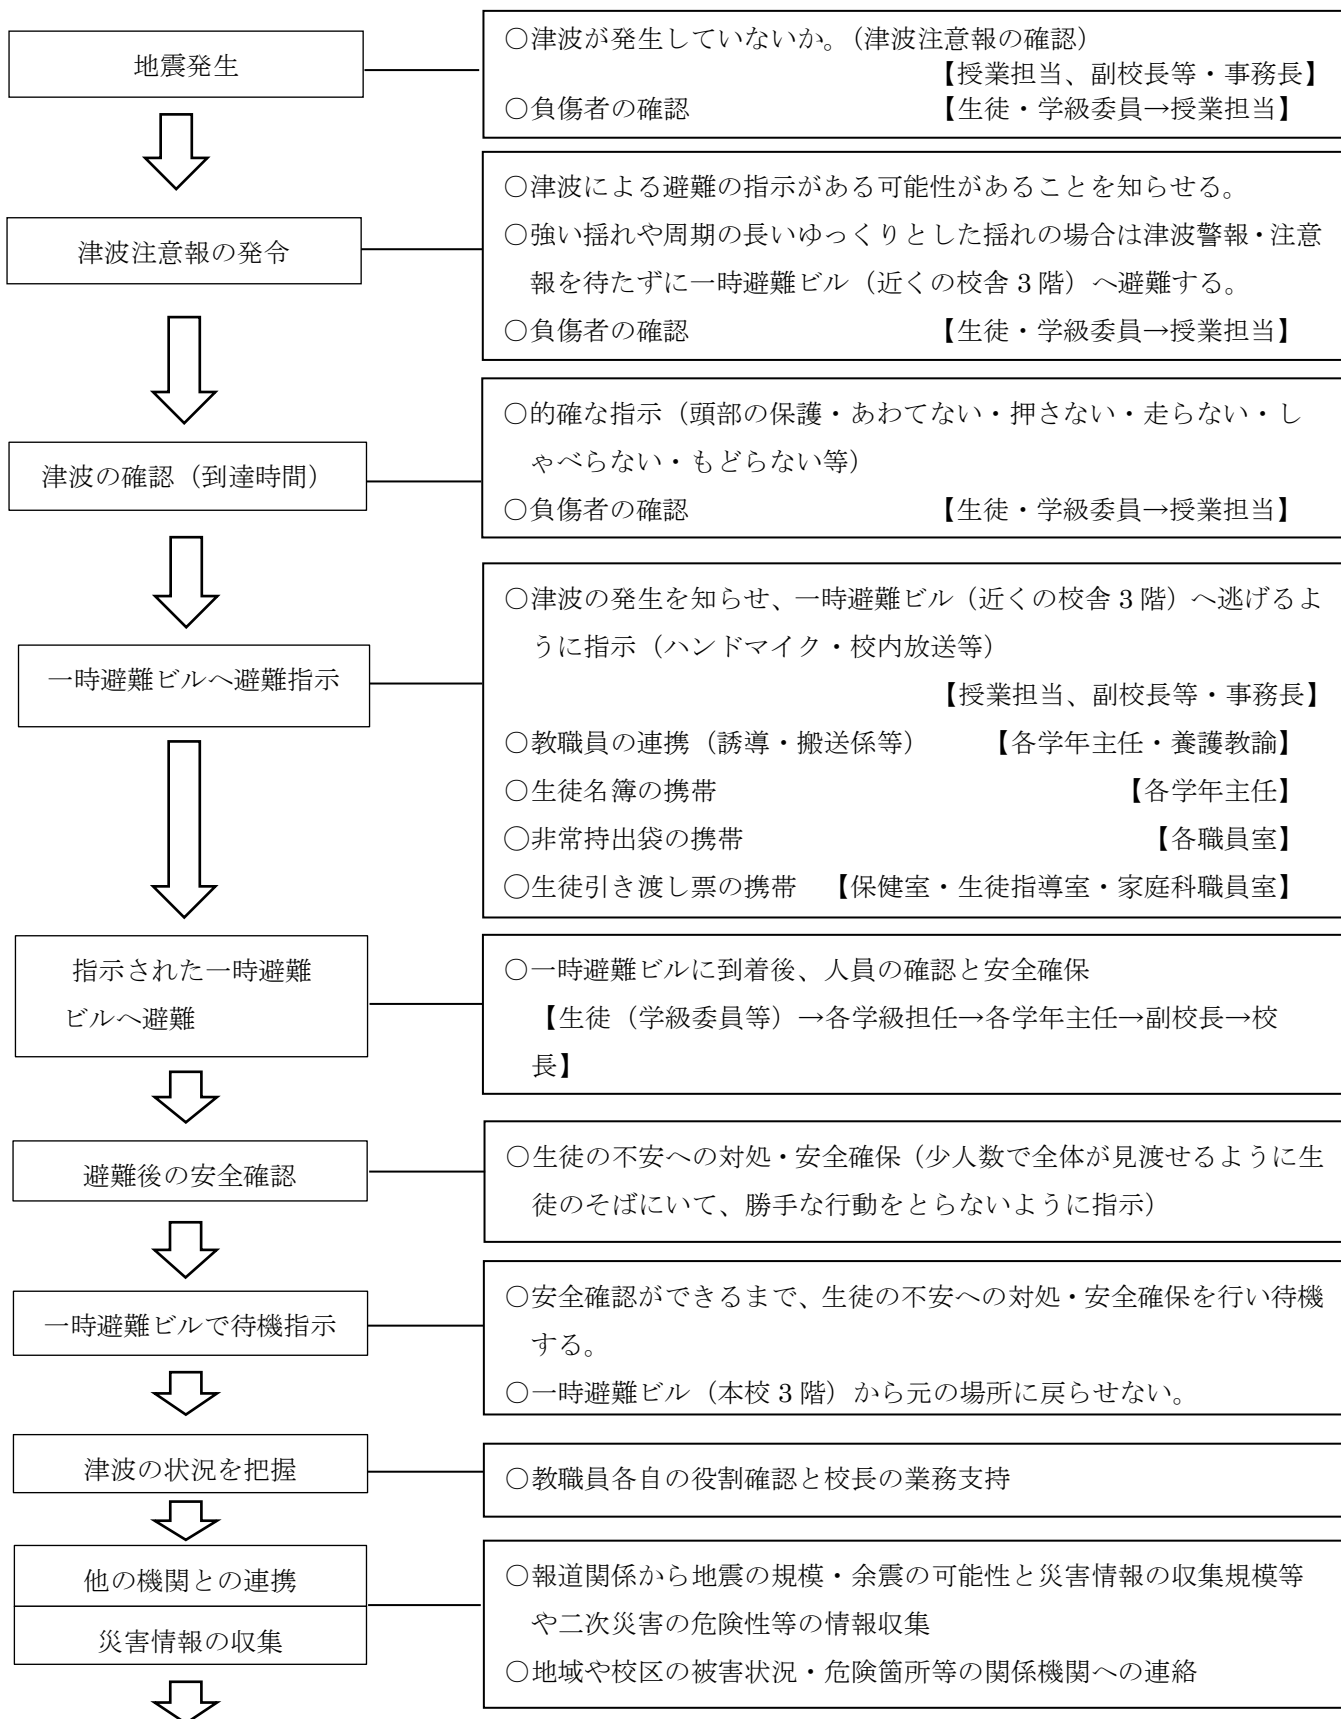 地震発生
○津波が発生していないか。（津波注意報の確認）
【授業担当、副校長等・事務長】
○負傷者の確認　【生徒・学級委員→授業担当】
津波注意報の発令
○津波による避難の指示がある可能性があることを知らせる。
○強い揺れや周期の長いゆっくりとした揺れの場合は津波警報・注意
報を待たずに一時避難ビル（近くの校舎 3 階）へ避難する。
○負傷者の確認　【生徒・学級委員→授業担当】
津波の確認（到達時間）
○的確な指示（頭部の保護・あわてない・押さない・走らない・し
ゃべらない・もどらない等）
○負傷者の確認　【生徒・学級委員→授業担当】
一時避難ビルへ避難指示
○津波の発生を知らせ、一時避難ビル（近くの校舎 3 階）へ逃げるよ
うに指示（ハンドマイク・校内放送等）
【授業担当、副校長等・事務長】
○教職員の連携（誘導・搬送係等）　【各学年主任・養護教諭】
○生徒名簿の携帯　【各学年主任】
○非常持出袋の携帯　【各職員室】
○生徒引き渡し票の携帯　【保健室・生徒指導室・家庭科職員室】
指示された一時避難
ビルへ避難
○一時避難ビルに到着後、人員の確認と安全確保
【生徒（学級委員等）→各学級担任→各学年主任→副校長→校
長】
避難後の安全確認
○生徒の不安への対処・安全確保（少人数で全体が見渡せるように生
徒のそばにいて、勝手な行動をとらないように指示）
一時避難ビルで待機指示
○安全確認ができるまで、生徒の不安への対処・安全確保を行い待機
する。
○一時避難ビル（本校 3 階）から元の場所に戻らせない。
津波の状況を把握
○教職員各自の役割確認と校長の業務支持
他の機関との連携
災害情報の収集
○報道関係から地震の規模・余震の可能性と災害情報の収集規模等
や二次災害の危険性等の情報収集
○地域や校区の被害状況・危険箇所等の関係機関への連絡